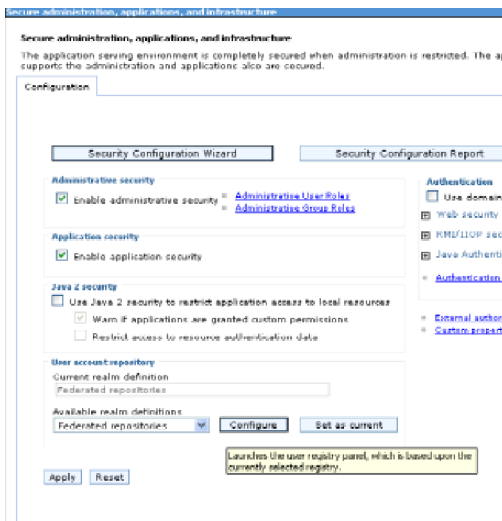 Secure administration, applications, and infrastructure
Secure administration, applications, and infrastructure
The application serving environment is completely secured when administration is restricted. The
supports the administration and applications also are secured.
Configuration
Security Configuration Wizard
Security Configuration Report
Administrative security
Enable administrative security
Administrative User Roles
Administrative Group Roles
Application security
Enable application security
Java 2 security
Use Java 2 security to restrict application access to local resources
Warn if applications are granted custom permissions
Restrict access to resource authentication data
User account repository
Current realm definition
Federated repositories
Available realm definitions
Federated repositories
Configure
Set as current
Launches the user registry panel, which is based upon the
currently selected registry.
Apply
Reset
Authentication
Use domain
Web security
RMI/IIOP sec
Java Authenti
Authentication
External author
Custom propert